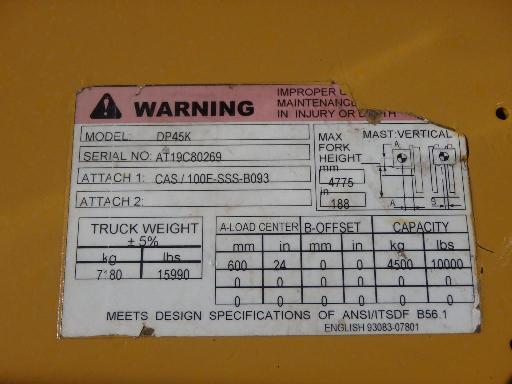 WARNING
IMPROPER
MAINTENANCE
IN INJURY OR
MODEL: DP45K
SERIAL NO: AT19C80269
ATTACH 1: CAS / 100E-SSS-B093
ATTACH 2:
MAX FORK HEIGHT
mm
4775
in
188
MAST:VERTICAL
A
A B
TRUCK WEIGHT
± 5%
kg lbs
7180 15990
A-LOAD CENTER B-OFFSET CAPACITY
mm in mm in kg lbs
600 24 0 0 4500 10000
0 0 0 0 0 0
0 0 0 0 0 0
MEETS DESIGN SPECIFICATIONS OF ANSI/ITSDF B56.1
ENGLISH 93083-07801